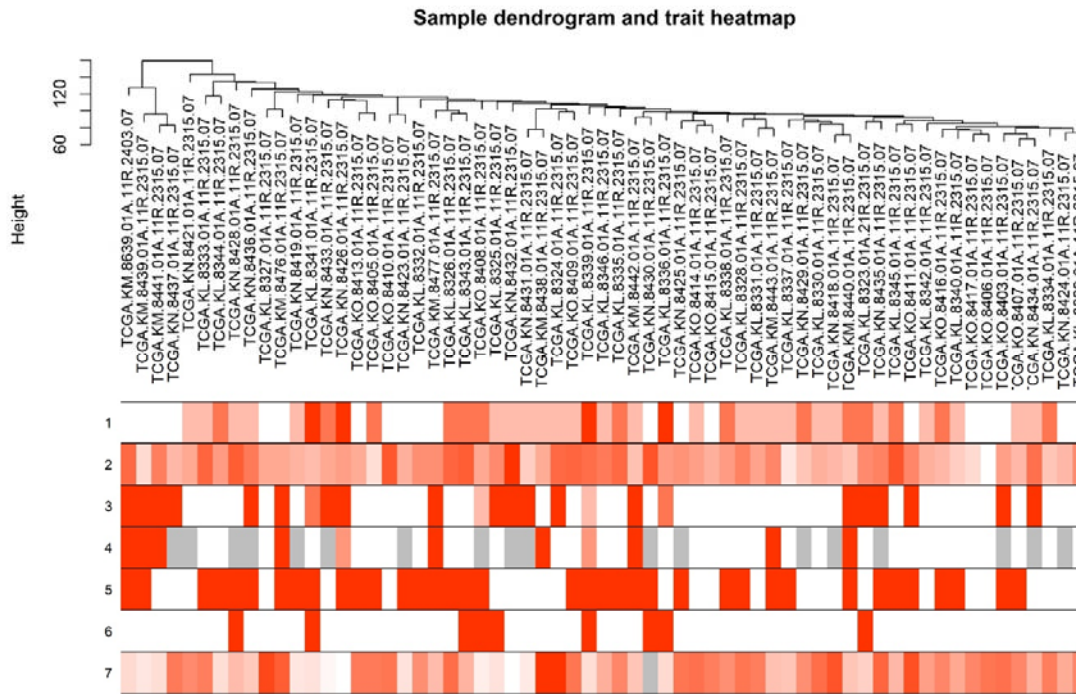 Sample dendrogram and trait heatmap
Height
120
60
TCGA.KM.8639.01A.11R.2403.07
TCGA.KM.8439.01A.11R.2315.07
TCGA.KM.8441.01A.11R.2315.07
TCGA.KN.8437.01A.11R.2315.07
TCGA.KN.8421.01A.11R.2315.07
TCGA.KL.8333.01A.11R.2315.07
TCGA.KL.8344.01A.11R.2315.07
TCGA.KN.8428.01A.11R.2315.07
TCGA.KN.8436.01A.11R.2315.07
TCGA.KL.8327.01A.11R.2315.07
TCGA.KM.8476.01A.11R.2315.07
TCGA.KN.8419.01A.11R.2315.07
TCGA.KL.8341.01A.11R.2315.07
TCGA.KN.8433.01A.11R.2315.07
TCGA.KN.8426.01A.11R.2315.07
TCGA.KO.8413.01A.11R.2315.07
TCGA.KO.8405.01A.11R.2315.07
TCGA.KO.8410.01A.11R.2315.07
TCGA.KN.8423.01A.11R.2315.07
TCGA.KL.8332.01A.11R.2315.07
TCGA.KM.8477.01A.11R.2315.07
TCGA.KL.8326.01A.11R.2315.07
TCGA.KL.8343.01A.11R.2315.07
TCGA.KO.8408.01A.11R.2315.07
TCGA.KL.8325.01A.11R.2315.07
TCGA.KN.8432.01A.11R.2315.07
TCGA.KN.8431.01A.11R.2315.07
TCGA.KM.8438.01A.11R.2315.07
TCGA.KL.8324.01A.11R.2315.07
TCGA.KO.8409.01A.11R.2315.07
TCGA.KL.8339.01A.11R.2315.07
TCGA.KL.8346.01A.11R.2315.07
TCGA.KL.8335.01A.11R.2315.07
TCGA.KM.8442.01A.11R.2315.07
TCGA.KN.8430.01A.11R.2315.07
TCGA.KL.8336.01A.11R.2315.07
TCGA.KN.8425.01A.11R.2315.07
TCGA.KO.8414.01A.11R.2315.07
TCGA.KO.8415.01A.11R.2315.07
TCGA.KL.8338.01A.11R.2315.07
TCGA.KL.8328.01A.11R.2315.07
TCGA.KL.8331.01A.11R.2315.07
TCGA.KM.8443.01A.11R.2315.07
TCGA.KL.8337.01A.11R.2315.07
TCGA.KN.8429.01A.11R.2315.07
TCGA.KL.8330.01A.11R.2315.07
TCGA.KN.8418.01A.11R.2315.07
TCGA.KM.8440.01A.11R.2315.07
TCGA.KL.8323.01A.21R.2315.07
TCGA.KN.8435.01A.11R.2315.07
TCGA.KL.8345.01A.11R.2315.07
TCGA.KO.8411.01A.11R.2315.07
TCGA.KL.8342.01A.11R.2315.07
TCGA.KO.8416.01A.11R.2315.07
TCGA.KL.8340.01A.11R.2315.07
TCGA.KO.8417.01A.11R.2315.07
TCGA.KO.8406.01A.11R.2315.07
TCGA.KO.8403.01A.11R.2315.07
TCGA.KO.8407.01A.11R.2315.07
TCGA.KN.8434.01A.11R.2315.07
TCGA.KL.8334.01A.11R.2315.07
TCGA.KN.8424.01A.11R.2315.07
1
2
3
4
5
6
7